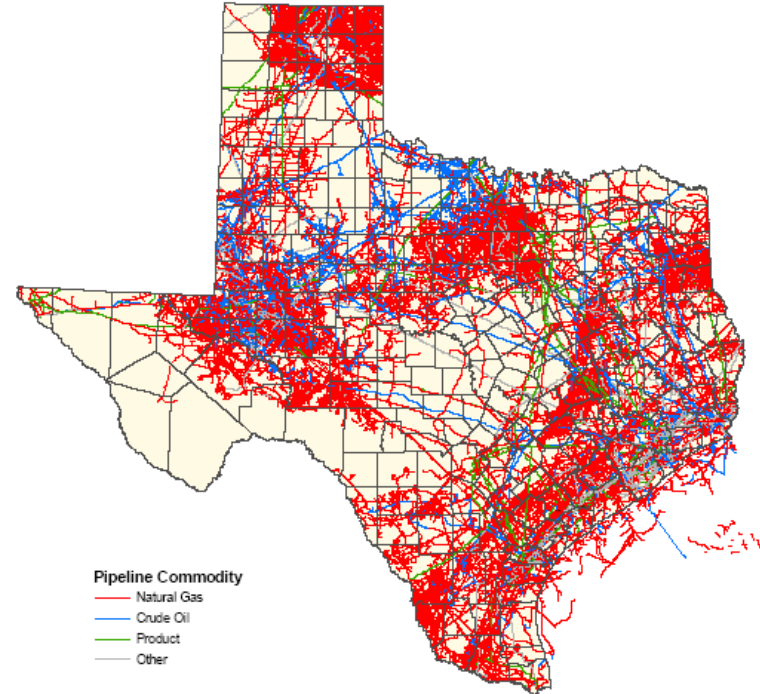 Pipeline Commodity
Natural Gas
Crude Oil
Product
Other